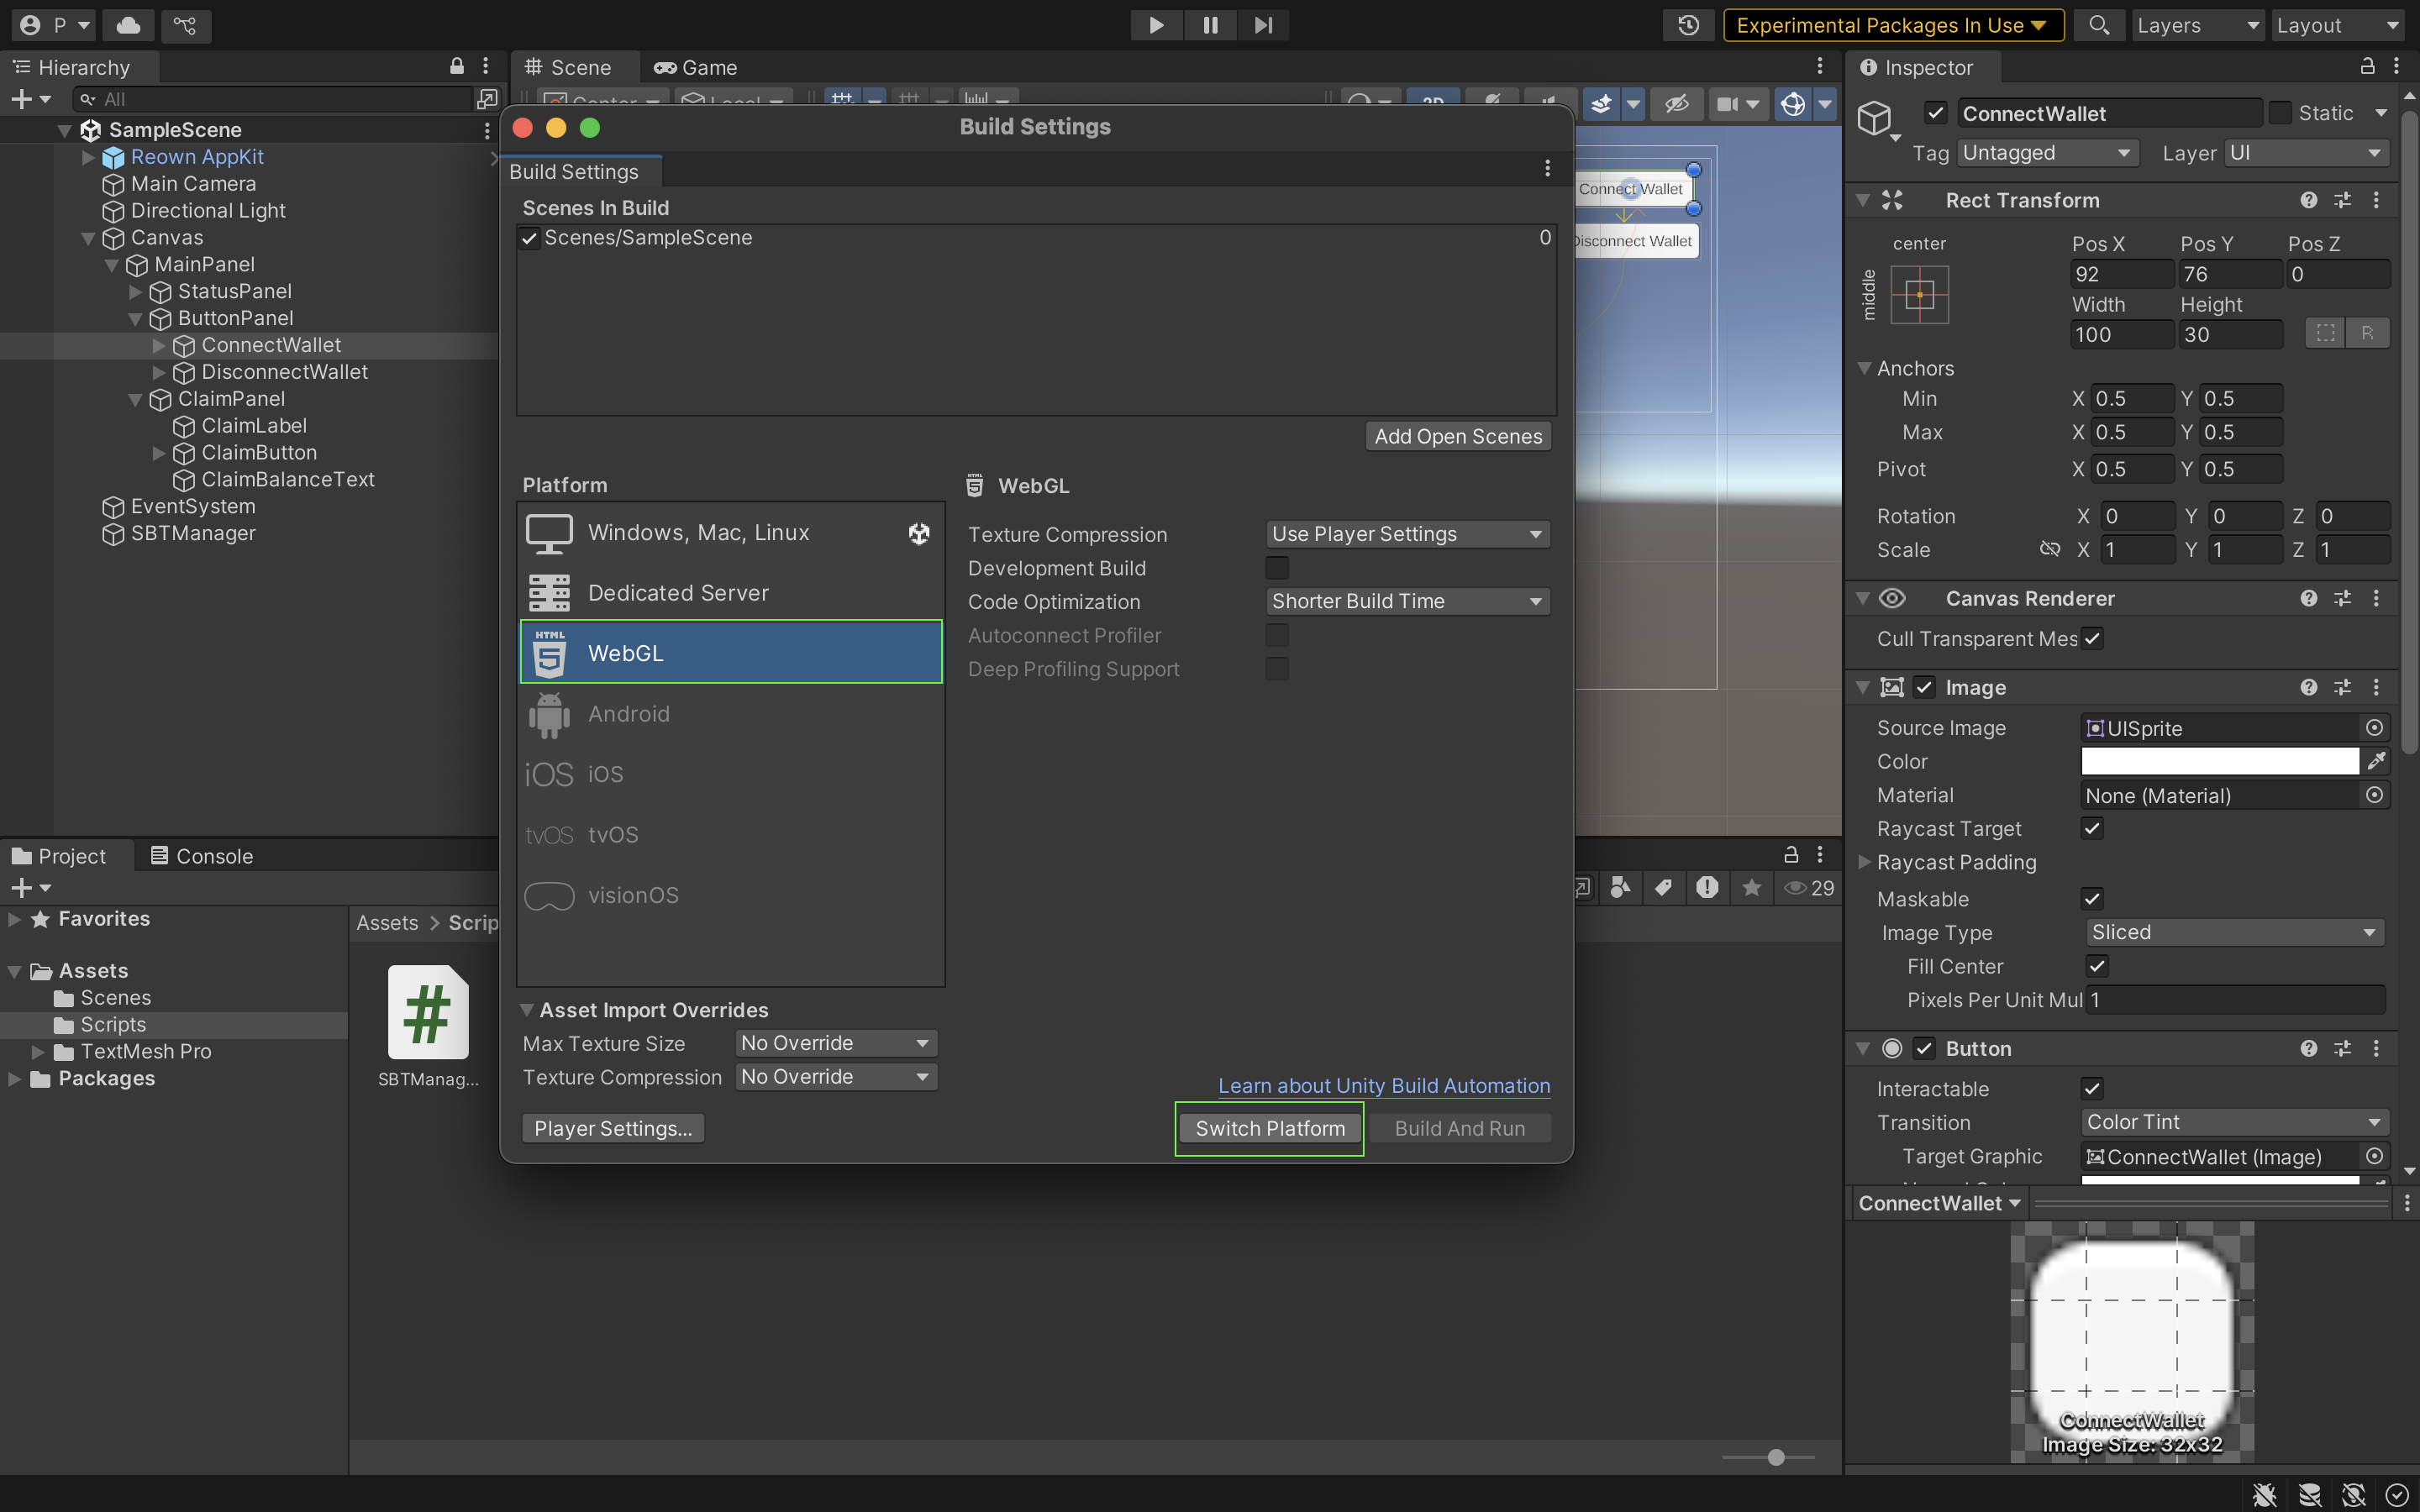 P
Experimental Packages In Use
Layers
Layout
Hierarchy
All
SampleScene
Reown AppKit
Main Camera
Directional Light
Canvas
MainPanel
StatusPanel
ButtonPanel
ConnectWallet
DisconnectWallet
ClaimPanel
ClaimLabel
ClaimButton
ClaimBalanceText
EventSystem
SBTManager
Scene
Game
Center
Local
2D
Connect Wallet
Disconnect Wallet
Build Settings
Build Settings
Scenes In Build
Scenes/SampleScene 0
Add Open Scenes
Platform
Windows, Mac, Linux
Dedicated Server
HTML 5 WebGL
Android
iOS iOS
tvOS tvOS
visionOS
HTML 5 WebGL
Texture Compression Use Player Settings
Development Build
Code Optimization Shorter Build Time
Autoconnect Profiler
Deep Profiling Support
Asset Import Overrides
Max Texture Size No Override
Texture Compression No Override
Learn about Unity Build Automation
Player Settings...
Switch Platform
Build And Run
Project
Console
29
Favorites
Assets
Scenes
Scripts
TextMesh Pro
Packages
Assets > Scrip
#
SBTManag...
Inspector
ConnectWallet
Static
Tag Untagged Layer UI
Rect Transform
center
middle
Pos X Pos Y Pos Z
92 76 0
Width Height
100 30
R
Anchors
Min X 0.5 Y 0.5
Max X 0.5 Y 0.5
Pivot X 0.5 Y 0.5
Rotation X 0 Y 0 Z 0
Scale X 1 Y 1 Z 1
Canvas Renderer
Cull Transparent Mes
Image
Source Image UISprite
Color
Material None (Material)
Raycast Target
Raycast Padding
Maskable
Image Type Sliced
Fill Center
Pixels Per Unit Mul 1
Button
Interactable
Transition Color Tint
Target Graphic ConnectWallet (Image)
ConnectWallet
ConnectWallet
Image Size: 32x32